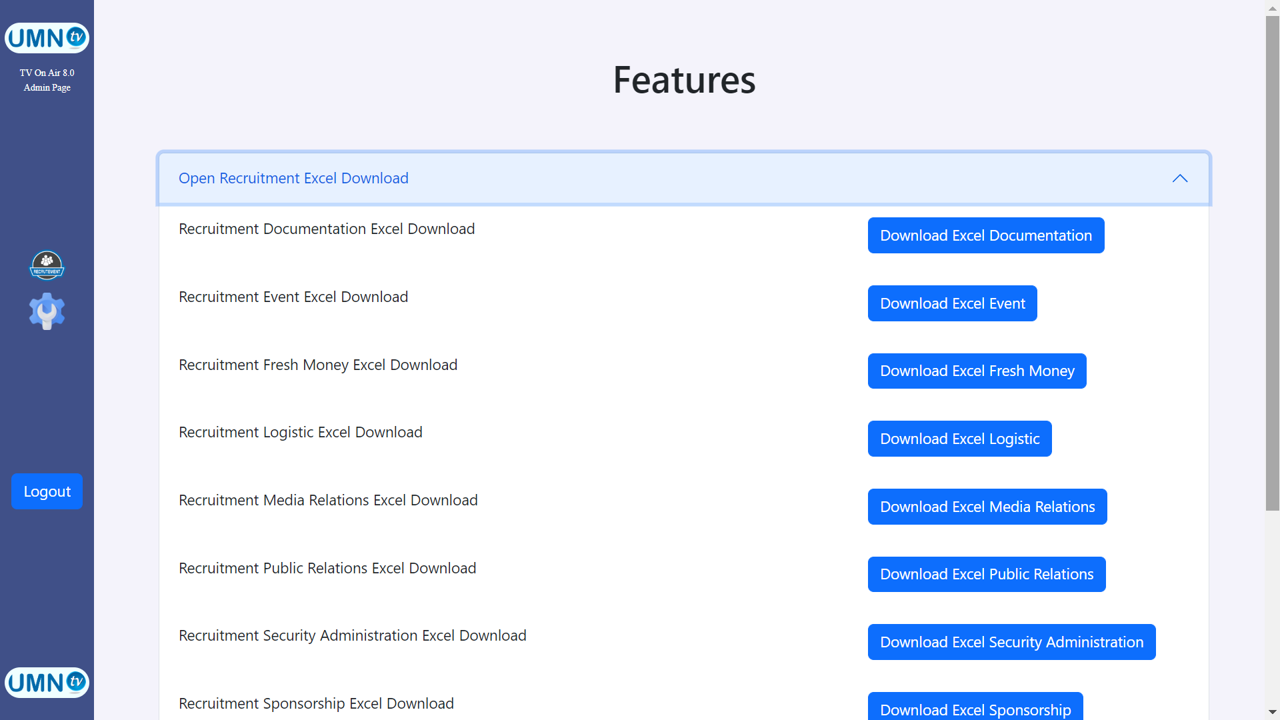 UMN tv
TV On Air 8.0
Admin Page
RECRUITEMENT
Logout
UMN tv
Features
Open Recruitment Excel Download
Recruitment Documentation Excel Download
Download Excel Documentation
Recruitment Event Excel Download
Download Excel Event
Recruitment Fresh Money Excel Download
Download Excel Fresh Money
Recruitment Logistic Excel Download
Download Excel Logistic
Recruitment Media Relations Excel Download
Download Excel Media Relations
Recruitment Public Relations Excel Download
Download Excel Public Relations
Recruitment Security Administration Excel Download
Download Excel Security Administration
Recruitment Sponsorship Excel Download
Download Excel Sponsorship